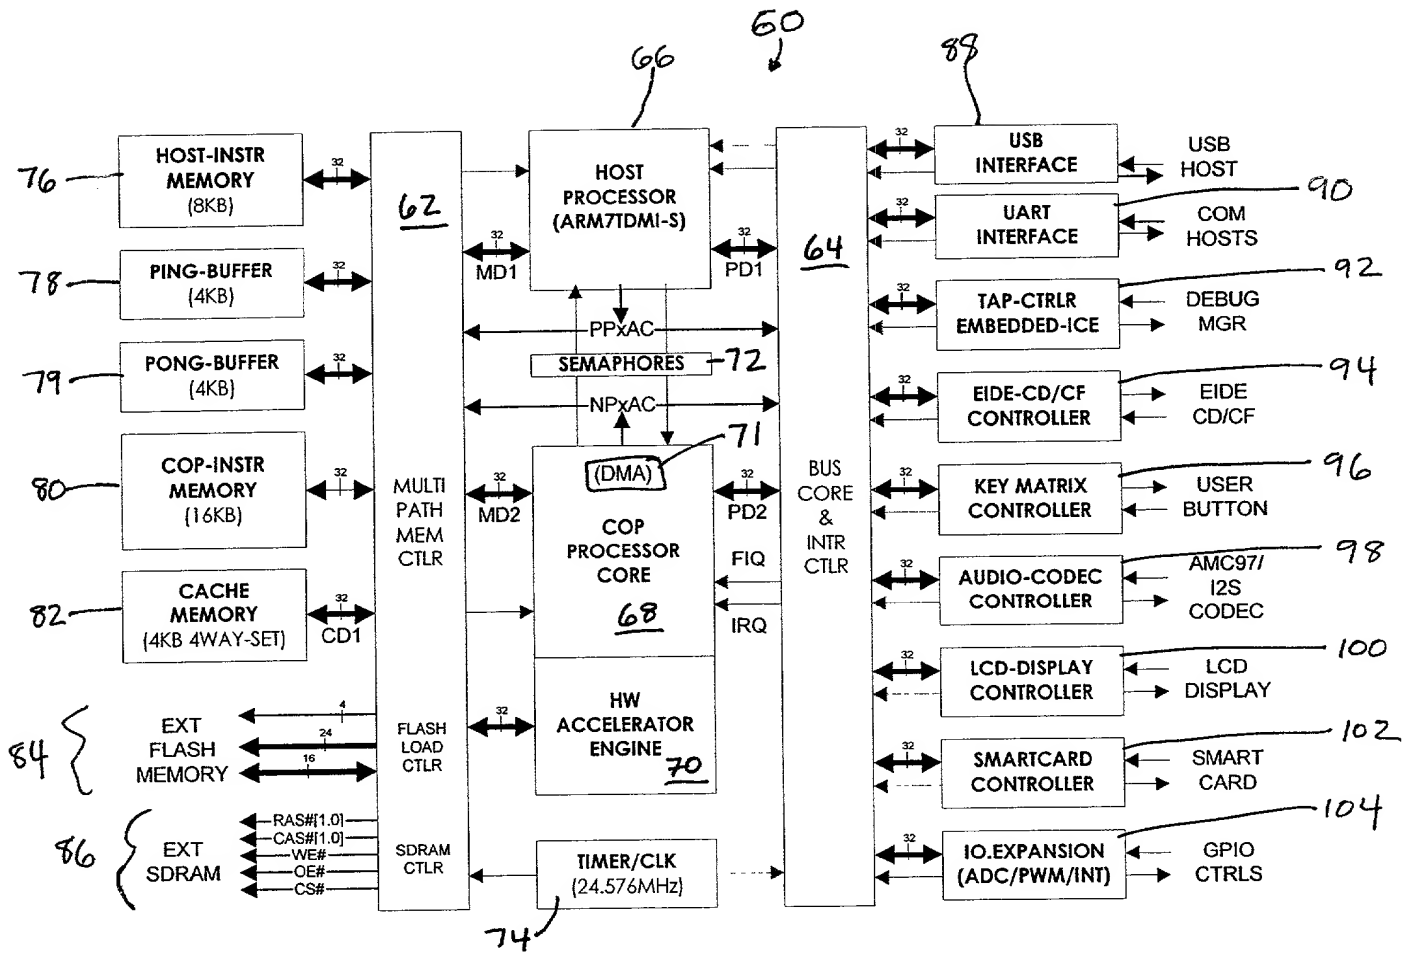 60
66
88
76
HOST-INSTR
MEMORY
(8KB)
32
62
HOST
PROCESSOR
(ARM7TDMI-S)
32
MD1
32
PD1
64
32
USB
INTERFACE
USB
HOST
90
32
UART
INTERFACE
COM
HOSTS
78
PING-BUFFER
(4KB)
32
92
32
TAP-CTRLR
EMBEDDED-ICE
DEBUG
MGR
PPxAC
SEMAPHORES
72
NPxAC
79
PONG-BUFFER
(4KB)
32
94
32
EIDE-CD/CF
CONTROLLER
EIDE
CD/CF
80
COP-INSTR
MEMORY
(16KB)
32
MULTI
PATH
MEM
CTLR
32
MD2
(DMA)
71
COP
PROCESSOR
CORE
68
32
PD2
FIQ
IRQ
BUS
CORE
&
INTR
CTLR
96
32
KEY MATRIX
CONTROLLER
USER
BUTTON
98
32
AUDIO-CODEC
CONTROLLER
AMC97/
I2S
CODEC
82
CACHE
MEMORY
(4KB 4WAY-SET)
32
CD1
100
32
LCD-DISPLAY
CONTROLLER
LCD
DISPLAY
84
EXT
FLASH
MEMORY
4
24
16
FLASH
LOAD
CTLR
32
HW
ACCELERATOR
ENGINE
70
102
32
SMARTCARD
CONTROLLER
SMART
CARD
86
EXT
SDRAM
RAS#[1.0]
CAS#[1.0]
WE#
OE#
CS#
SDRAM
CTLR
TIMER/CLK
(24.576MHz)
74
104
32
IO.EXPANSION
(ADC/PWM/INT)
GPIO
CTRLS